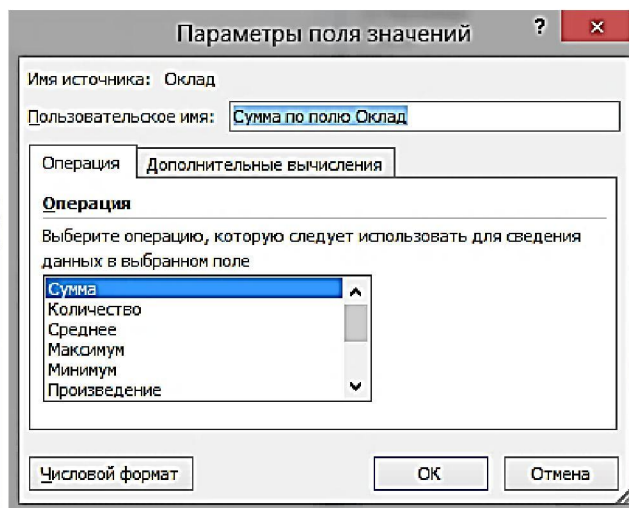 Параметры поля значений
? ×
Имя источника: Оклад
Пользовательское имя: Сумма по полю Оклад
Операция Дополнительные вычисления
Операция
Выберите операцию, которую следует использовать для сведения
данных в выбранном поле
Сумма
Количество
Среднее
Максимум
Минимум
Произведение
Числовой формат ОК Отмена